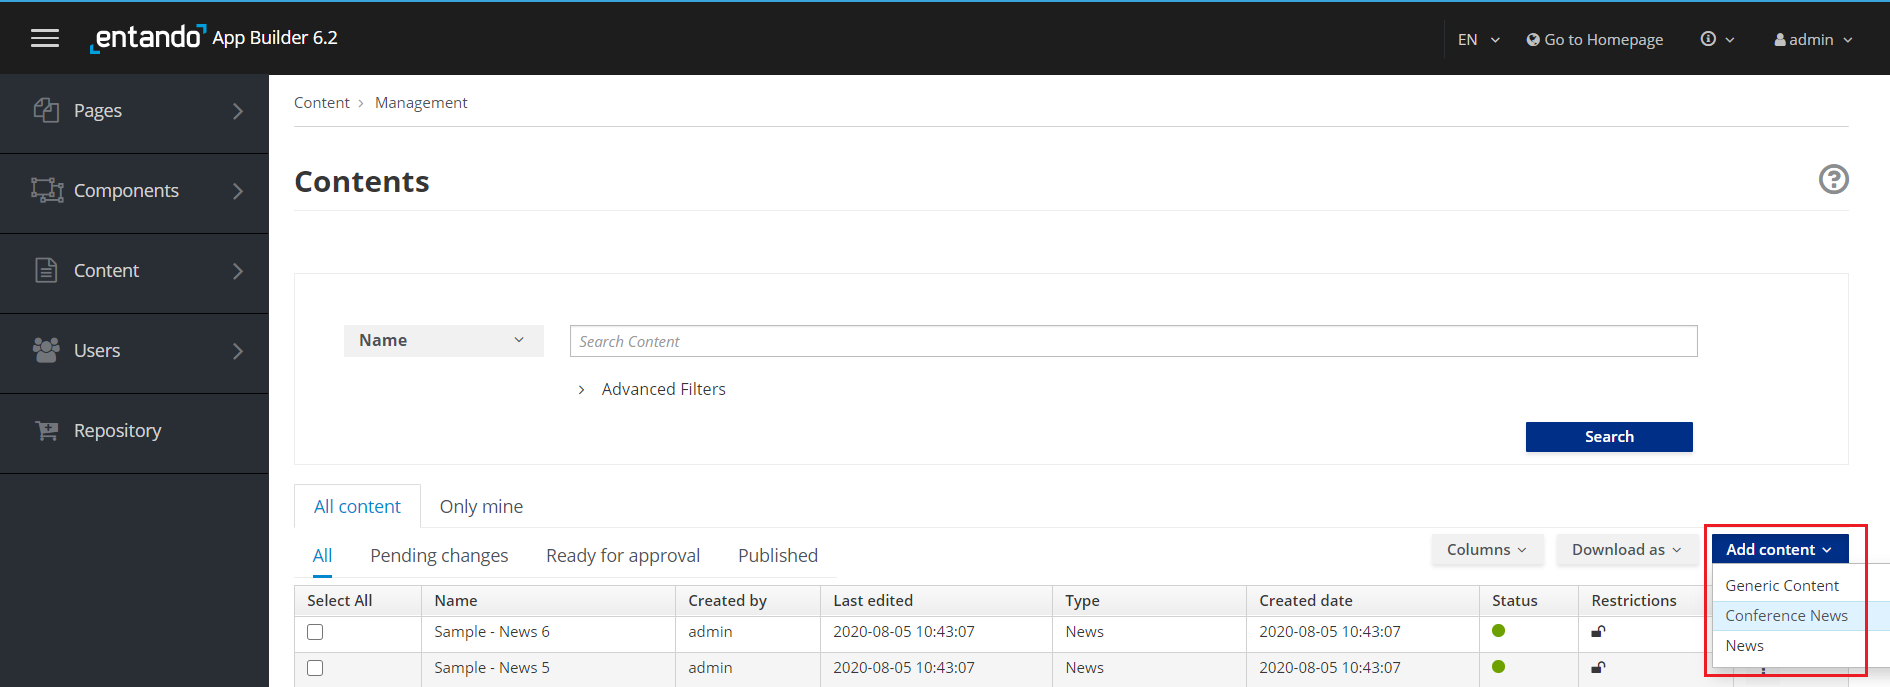 entando App Builder 6.2
EN
Go to Homepage
admin
Pages
Components
Content
Users
Repository
Content
Management
Contents
Name
Search Content
Advanced Filters
Search
All content
Only mine
All
Pending changes
Ready for approval
Published
Columns
Download as
Add content
Generic Content
Conference News
News
Select All Name Created by Last edited Type Created date Status Restrictions
Sample - News 6 admin 2020-08-05 10:43:07 News 2020-08-05 10:43:07
Sample - News 5 admin 2020-08-05 10:43:07 News 2020-08-05 10:43:07